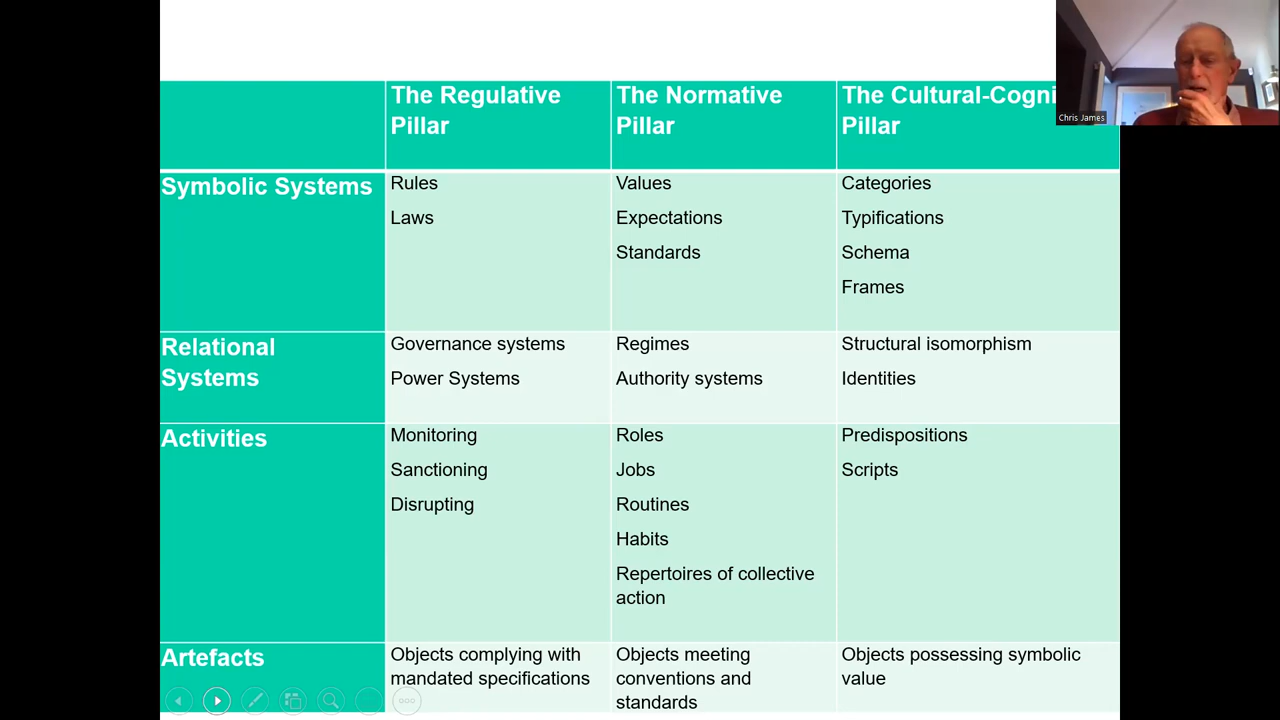 The Regulative
Pillar
The Normative
Pillar
The Cultural-Cogni
Pillar
Chris James
Symbolic Systems
Rules
Laws
Values
Expectations
Standards
Categories
Typifications
Schema
Frames
Relational
Systems
Governance systems
Power Systems
Regimes
Authority systems
Structural isomorphism
Identities
Activities
Monitoring
Sanctioning
Disrupting
Roles
Jobs
Routines
Habits
Repertoires of collective
action
Predispositions
Scripts
Artefacts
Objects complying with
mandated specifications
Objects meeting
conventions and
standards
Objects possessing symbolic
value